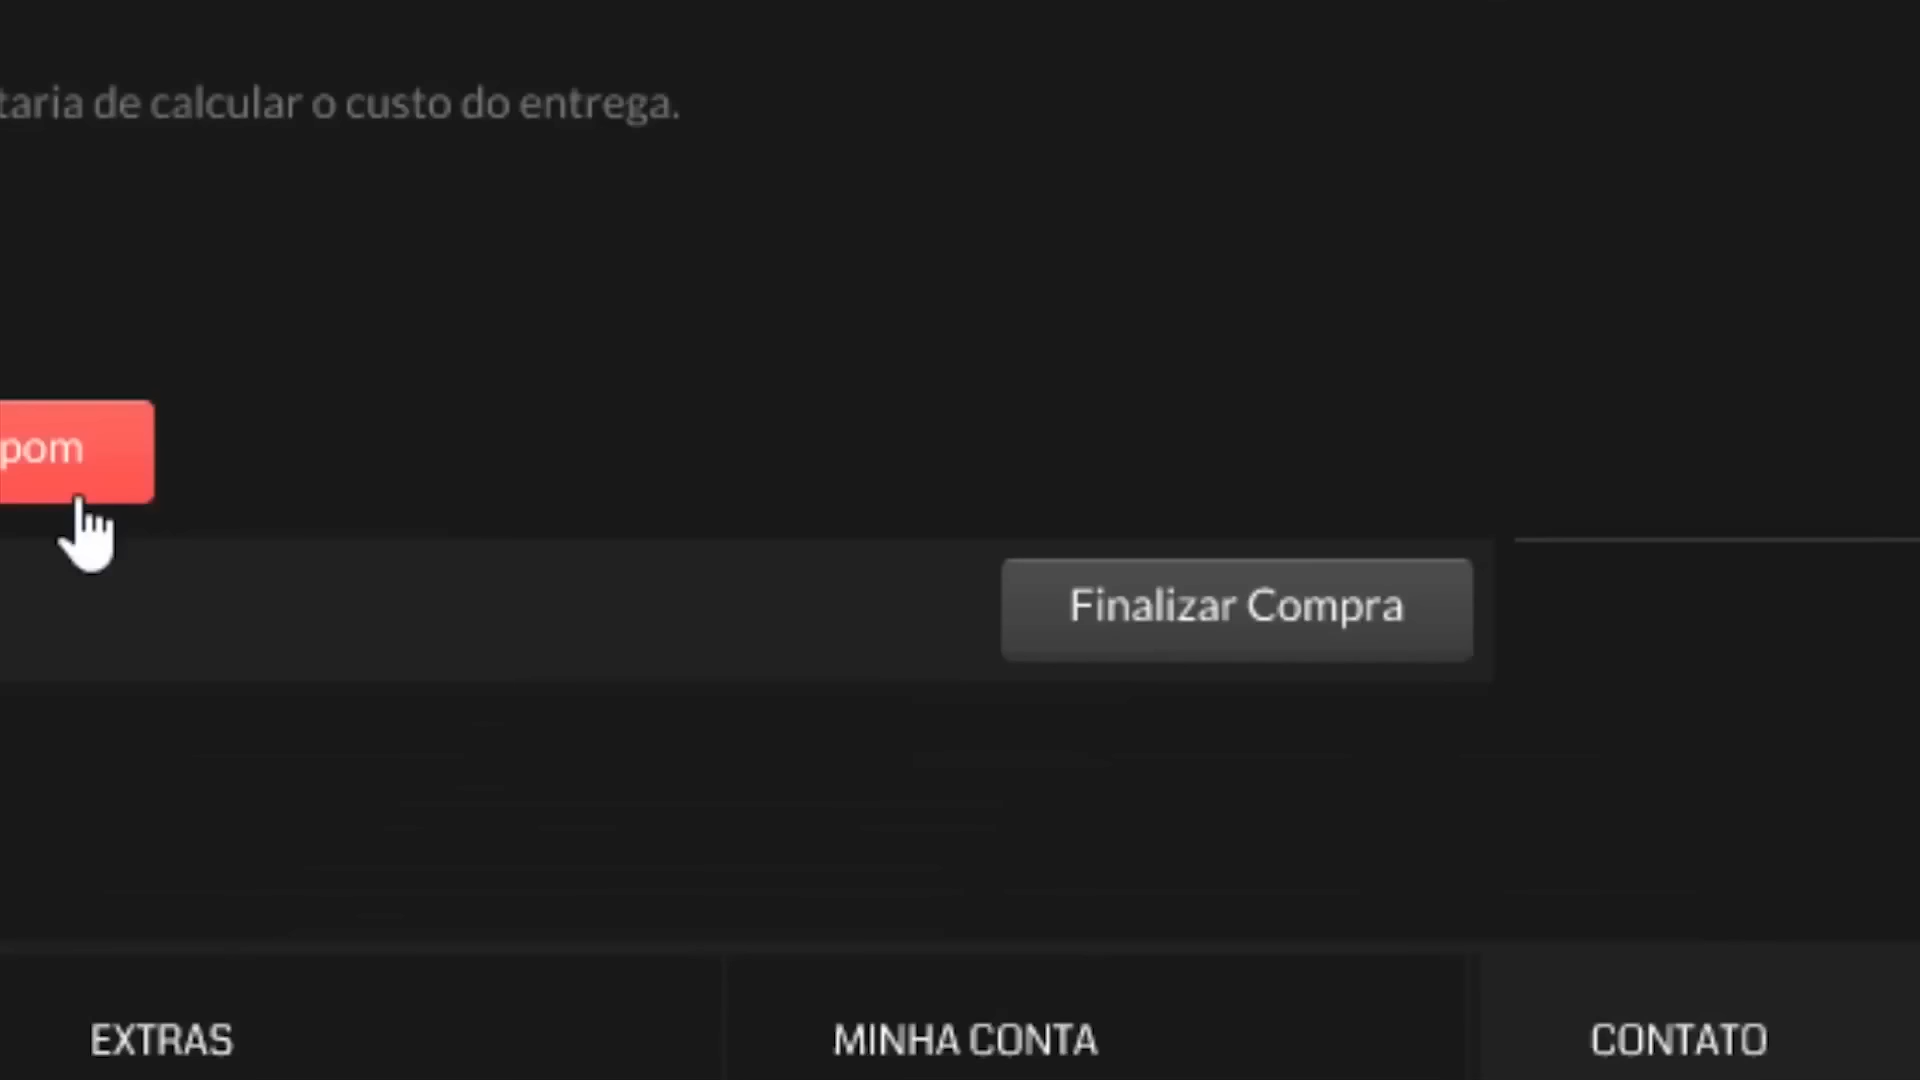 taria de calcular o custo do entrega.
pom
Finalizar Compra
EXTRAS
MINHA CONTA
CONTATO